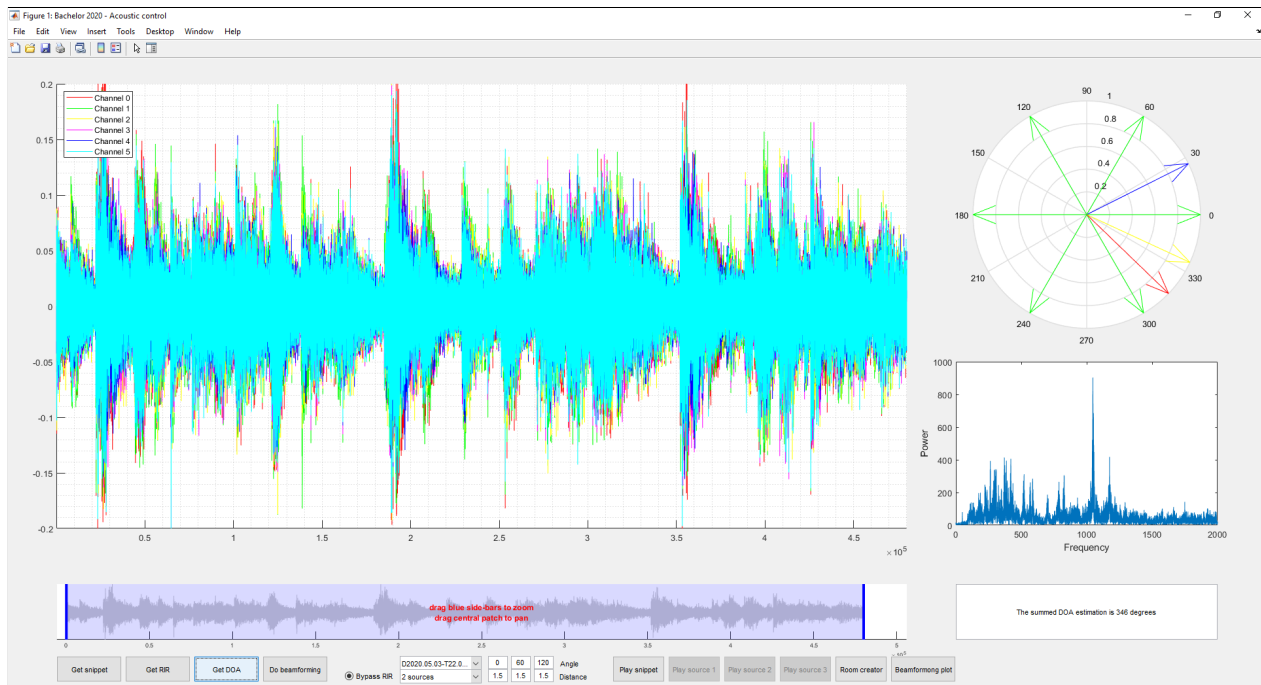 Figure 1: Bachelor 2020 - Acoustic control
File Edit View Insert Tools Desktop Window Help
0.2
0.15
0.1
0.05
0
-0.05
-0.1
-0.15
-0.2
Channel 0
Channel 1
Channel 2
Channel 3
Channel 4
Channel 5
0.5 1 1.5 2 2.5 3 3.5 4 4.5
×10⁵
90
120 60
150 30
180 0
210 330
240 300
270
1
0.8
0.6
0.4
0.2
Power
1000
800
600
400
200
0
0 500 1000 1500 2000
Frequency
drag blue side-bars to zoom
drag central patch to pan
0 0.5 1 1.5 2 2.5 3 3.5 4 4.5 5
The summed DOA estimation is 346 degrees
Get snippet Get RIR Get DOA Do beamforming
Bypass RIR
D2020.05.03-T22.0...
2 sources
0 60 120 Angle
1.5 1.5 1.5 Distance
Play snippet Play source 1 Play source 2 Play source 3 Room creator Beamformong plot